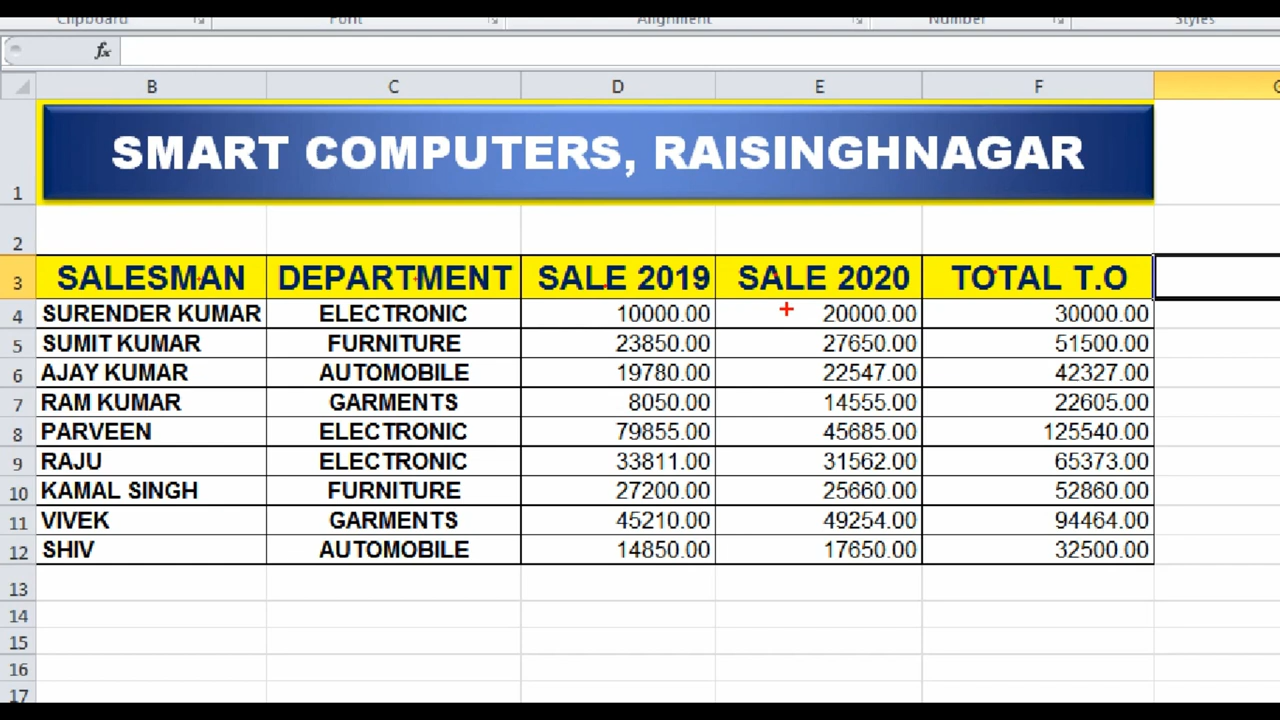 Clipboard Font Alignment Number Styles
fx
B C D E F
1 SMART COMPUTERS, RAISINGHNAGAR
2
3 SALESMAN DEPARTMENT SALE 2019 SALE 2020 TOTAL T.O
4 SURENDER KUMAR ELECTRONIC 10000.00 20000.00 30000.00
5 SUMIT KUMAR FURNITURE 23850.00 27650.00 51500.00
6 AJAY KUMAR AUTOMOBILE 19780.00 22547.00 42327.00
7 RAM KUMAR GARMENTS 8050.00 14555.00 22605.00
8 PARVEEN ELECTRONIC 79855.00 45685.00 125540.00
9 RAJU ELECTRONIC 33811.00 31562.00 65373.00
10 KAMAL SINGH FURNITURE 27200.00 25660.00 52860.00
11 VIVEK GARMENTS 45210.00 49254.00 94464.00
12 SHIV AUTOMOBILE 14850.00 17650.00 32500.00
13
14
15
16
17